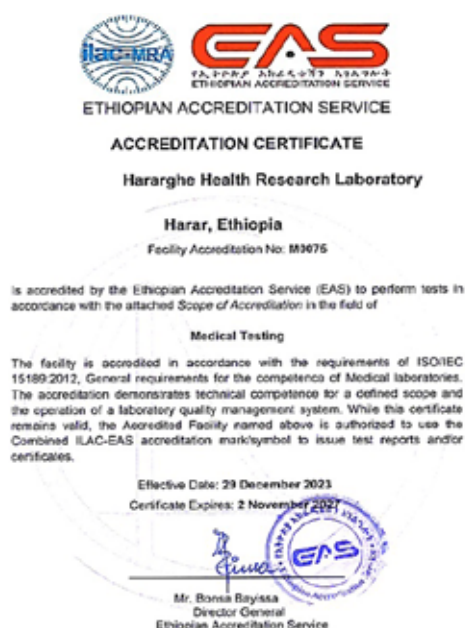 ilac-MRA
EAS
ETHIOPIAN ACCREDITATION SERVICE
ETHIOPIAN ACCREDITATION SERVICE
ACCREDITATION CERTIFICATE
Hararghe Health Research Laboratory
Harar, Ethiopia
Facility Accreditation No: M0075
is accredited by the Ethiopian Accreditation Service (EAS) to perform tests in
accordance with the attached Scope of Accreditation in the field of
Medical Testing
The facility is accredited in accordance with the requirements of ISO/IEC
15189:2012, General requirements for the competence of Medical laboratories.
The accreditation demonstrates technical competence for a defined scope and
the operation of a laboratory quality management system. While this certificate
remains valid, the Accredited Facility named above is authorized to use the
Combined ILAC-EAS accreditation mark/symbol to issue test reports and/or
certificates.
Effective Date: 29 December 2023
Certificate Expires: 2 November 2027
EAS
Mr. Bonsa Bayissa
Director General
Ethiopian Accreditation Service